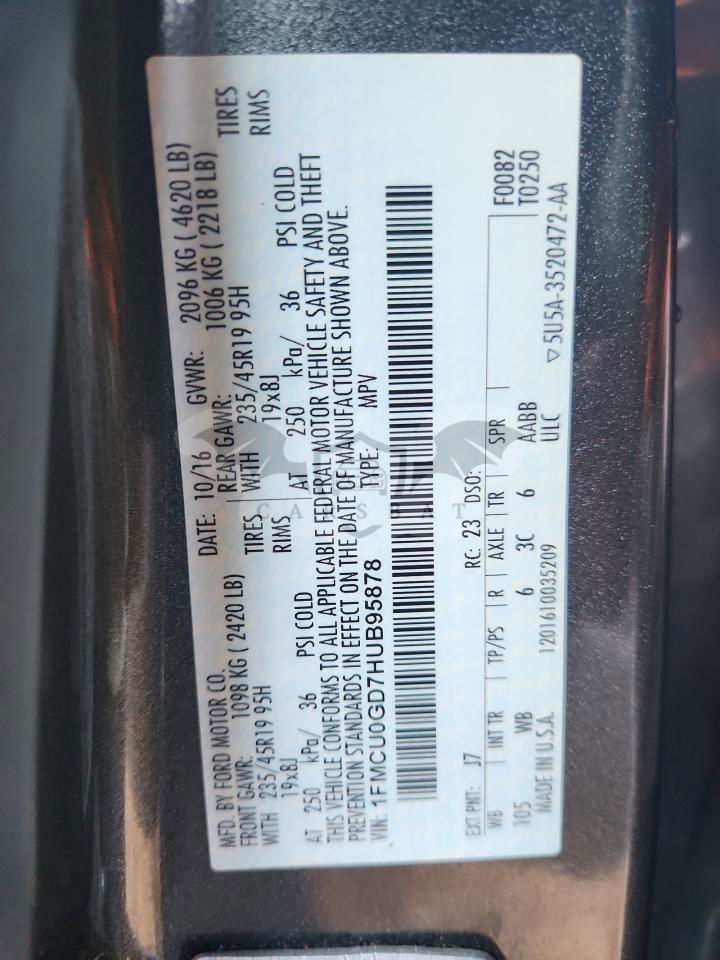 MFD. BY FORD MOTOR CO.
DATE: 10/16 GVWR: 2096 KG ( 4620 LB)
FRONT GAWR: 1098 KG ( 2420 LB)
REAR GAWR: 1006 KG ( 2218 LB)
WITH 235/45R19 95H TIRES
WITH 235/45R19 95H TIRES
19x8J RIMS
19x8J RIMS
AT 250 kPa/ 36 PSI COLD
AT 250 kPa/ 36 PSI COLD
THIS VEHICLE CONFORMS TO ALL APPLICABLE FEDERAL MOTOR VEHICLE SAFETY AND THEFT
PREVENTION STANDARDS IN EFFECT ON THE DATE OF MANUFACTURE SHOWN ABOVE.
VIN: 1FMCU0GD7HUB95878 TYPE: MPV
F0082
EXT PNT: J7 RC: 23 DSO: T0250
WB INT TR TP/PS R AXLE TR SPR
105 WB 6 3C 6 AABB
MADE IN U.S.A. 1201610035209 ULC
▽5U5A-3520472-AA
CARSBAT